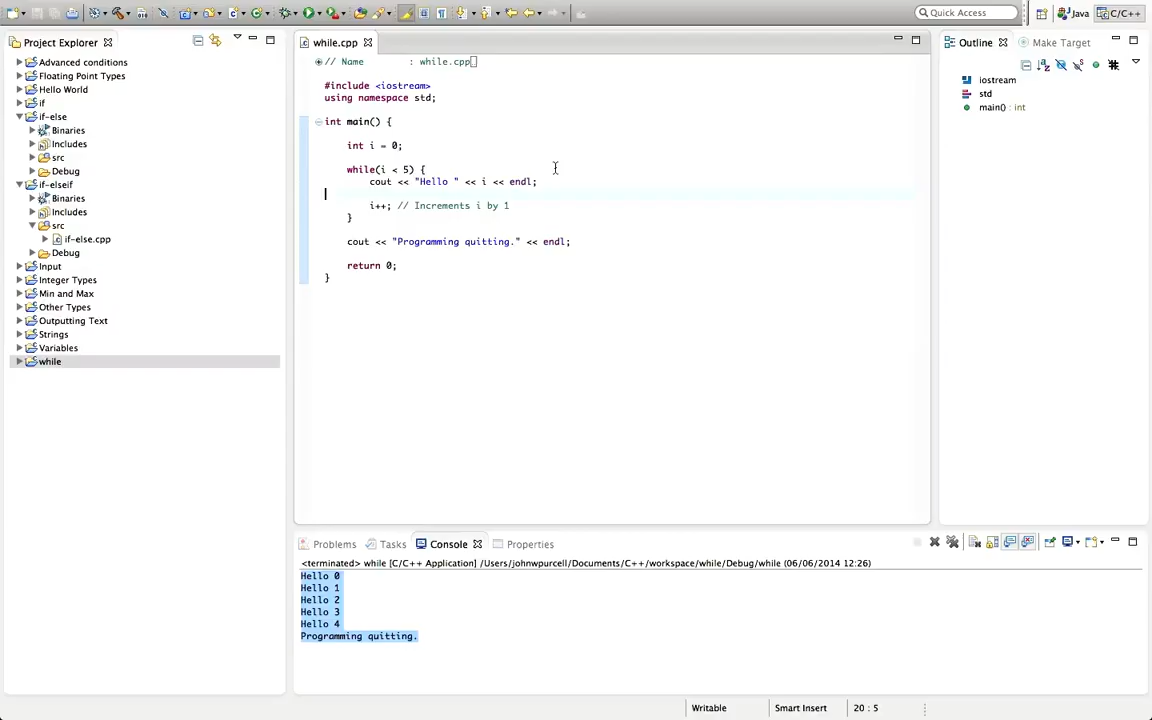 Quick Access
Java
C/C++
Project Explorer
Advanced conditions
Floating Point Types
Hello World
if
if-else
Binaries
Includes
src
Debug
if-elseif
Binaries
Includes
src
if-else.cpp
Debug
Input
Integer Types
Min and Max
Other Types
Outputting Text
Strings
Variables
while
while.cpp
// Name : while.cpp
#include <iostream>
using namespace std;
int main() {
int i = 0;
while(i < 5) {
cout << "Hello " << i << endl;
i++; // Increments i by 1
}
cout << "Programming quitting." << endl;
return 0;
}
Outline
Make Target
iostream
std
main() : int
Problems
Tasks
Console
Properties
<terminated> while [C/C++ Application] /Users/johnwpurcell/Documents/C++/workspace/while/Debug/while (06/06/2014 12:26)
Hello 0
Hello 1
Hello 2
Hello 3
Hello 4
Programming quitting.
Writable
Smart Insert
20 : 5